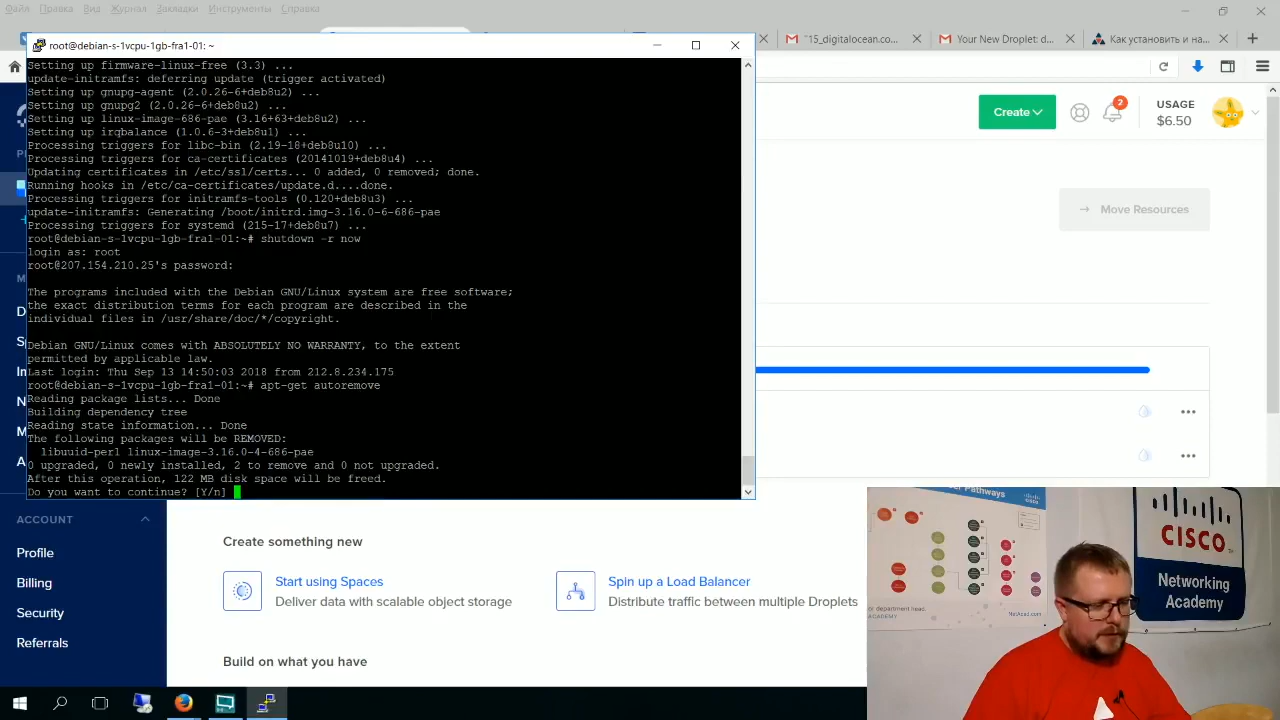 Файл Правка Вид Журнал Закладки Инструменты Справка
root@debian-s-1vcpu-1gb-fra1-01: ~
"15_digitalocean.co...
Your New Droplet: d...
Как установить и на...
Setting up firmware-linux-free (3.3) ...
update-initramfs: deferring update (trigger activated)
Setting up gnupg-agent (2.0.26-6+deb8u2) ...
Setting up gnupg2 (2.0.26-6+deb8u2) ...
Setting up linux-image-686-pae (3.16+63+deb8u2) ...
Setting up irqbalance (1.0.6-3+deb8u1) ...
Processing triggers for libc-bin (2.19-18+deb8u10) ...
Processing triggers for ca-certificates (20141019+deb8u4) ...
Updating certificates in /etc/ssl/certs... 0 added, 0 removed; done.
Running hooks in /etc/ca-certificates/update.d....done.
Processing triggers for initramfs-tools (0.120+deb8u3) ...
update-initramfs: Generating /boot/initrd.img-3.16.0-6-686-pae
Processing triggers for systemd (215-17+deb8u7) ...
root@debian-s-1vcpu-1gb-fra1-01:~# shutdown -r now
login as: root
root@207.154.210.25's password:
The programs included with the Debian GNU/Linux system are free software;
the exact distribution terms for each program are described in the
individual files in /usr/share/doc/*/copyright.
Debian GNU/Linux comes with ABSOLUTELY NO WARRANTY, to the extent
permitted by applicable law.
Last login: Thu Sep 13 14:50:03 2018 from 212.8.234.175
root@debian-s-1vcpu-1gb-fra1-01:~# apt-get autoremove
Reading package lists... Done
Building dependency tree
Reading state information... Done
The following packages will be REMOVED:
libuuid-perl linux-image-3.16.0-4-686-pae
0 upgraded, 0 newly installed, 2 to remove and 0 not upgraded.
After this operation, 122 MB disk space will be freed.
Do you want to continue? [Y/n]
Create
2
USAGE
$6.50
Move Resources
ACCOUNT
Profile
Billing
Security
Referrals
Create something new
Start using Spaces
Deliver data with scalable object storage
Spin up a Load Balancer
Distribute traffic between multiple Droplets
Build on what you have
Pathways
or department head.
NetAcad.com
CISCO
Networking
Academy